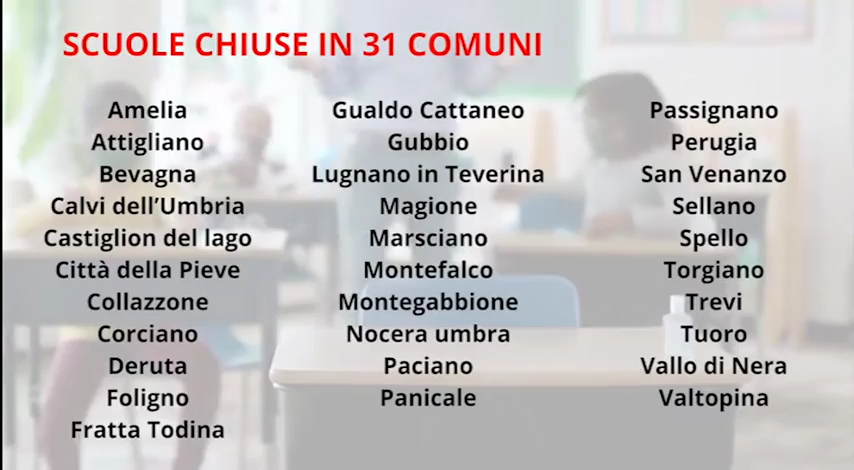 SCUOLE CHIUSE IN 31 COMUNI
Amelia
Attigliano
Bevagna
Calvi dell'Umbria
Castiglion del lago
Città della Pieve
Collazzone
Corciano
Deruta
Foligno
Fratta Todina
Gualdo Cattaneo
Gubbio
Lugnano in Teverina
Magione
Marsciano
Montefalco
Montegabbione
Nocera umbra
Paciano
Panicale
Passignano
Perugia
San Venanzo
Sellano
Spello
Torgiano
Trevi
Tuoro
Vallo di Nera
Valtopina